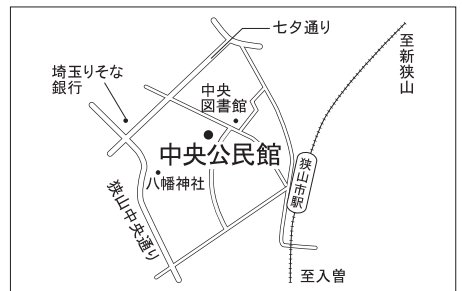 七夕通り
至新狭山
埼玉りそな
銀行
中央
図書館
中央公民館
八幡神社
狭山市駅
狭山中央通り
至入曽